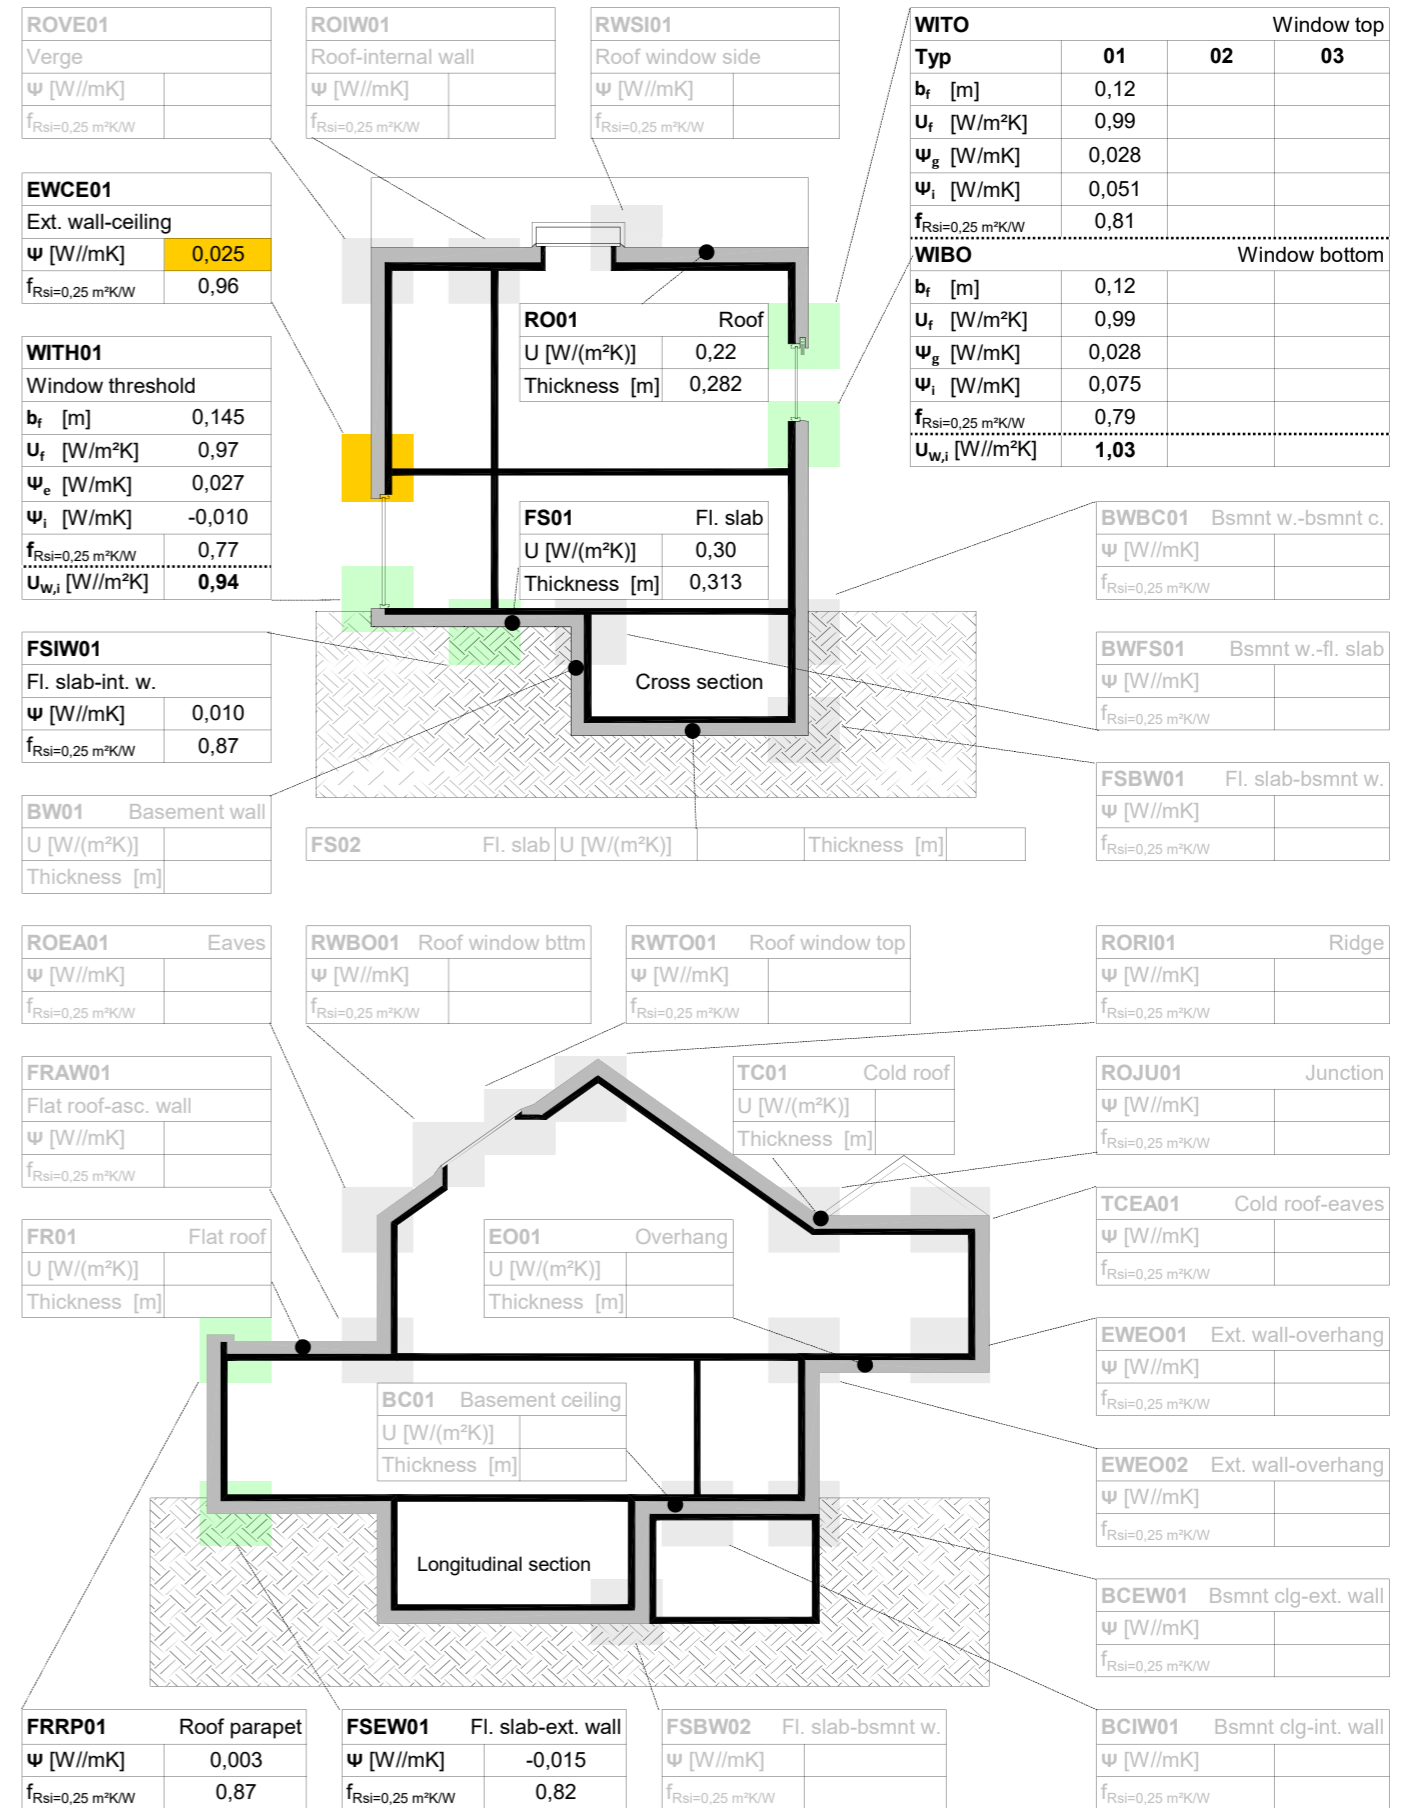 ROVE01
Verge
Ψ [W//mK]
fRsi=0,25 m²K/W
ROIW01
Roof-internal wall
Ψ [W//mK]
fRsi=0,25 m²K/W
RWSI01
Roof window side
Ψ [W//mK]
fRsi=0,25 m²K/W
WITO Window top
Typ 01 02 03
bf [m] 0,12
Uf [W/m²K] 0,99
Ψg [W/mK] 0,028
Ψi [W/mK] 0,051
fRsi=0,25 m²K/W 0,81
WIBO Window bottom
bf [m] 0,12
Uf [W/m²K] 0,99
Ψg [W/mK] 0,028
Ψi [W/mK] 0,075
fRsi=0,25 m²K/W 0,79
UW,i [W//m²K] 1,03
EWCE01
Ext. wall-ceiling
Ψ [W//mK] 0,025
fRsi=0,25 m²K/W 0,96
RO01 Roof
U [W/(m²K)] 0,22
Thickness [m] 0,282
WITH01
Window threshold
bf [m] 0,145
Uf [W/m²K] 0,97
Ψe [W/mK] 0,027
Ψi [W/mK] -0,010
fRsi=0,25 m²K/W 0,77
UW,i [W//m²K] 0,94
FS01 Fl. slab
U [W/(m²K)] 0,30
Thickness [m] 0,313
BWBC01 Bsmnt w.-bsmnt c.
Ψ [W//mK]
fRsi=0,25 m²K/W
FSIW01
Fl. slab-int. w.
Ψ [W//mK] 0,010
fRsi=0,25 m²K/W 0,87
Cross section
BWFS01 Bsmnt w.-fl. slab
Ψ [W//mK]
fRsi=0,25 m²K/W
FSBW01 Fl. slab-bsmnt w.
Ψ [W//mK]
fRsi=0,25 m²K/W
BW01 Basement wall
U [W/(m²K)]
Thickness [m]
FS02 Fl. slab U [W/(m²K)] Thickness [m]
ROEA01 Eaves
Ψ [W//mK]
fRsi=0,25 m²K/W
RWBO01 Roof window bttm
Ψ [W//mK]
fRsi=0,25 m²K/W
RWTO01 Roof window top
Ψ [W//mK]
fRsi=0,25 m²K/W
RORI01 Ridge
Ψ [W//mK]
fRsi=0,25 m²K/W
FRAW01
Flat roof-asc. wall
Ψ [W//mK]
fRsi=0,25 m²K/W
TC01 Cold roof
U [W/(m²K)]
Thickness [m]
ROJU01 Junction
Ψ [W//mK]
fRsi=0,25 m²K/W
TCEA01 Cold roof-eaves
Ψ [W//mK]
fRsi=0,25 m²K/W
FR01 Flat roof
U [W/(m²K)]
Thickness [m]
EO01 Overhang
U [W/(m²K)]
Thickness [m]
EWEO01 Ext. wall-overhang
Ψ [W//mK]
fRsi=0,25 m²K/W
BC01 Basement ceiling
U [W/(m²K)]
Thickness [m]
EWEO02 Ext. wall-overhang
Ψ [W//mK]
fRsi=0,25 m²K/W
Longitudinal section
BCEW01 Bsmnt clg-ext. wall
Ψ [W//mK]
fRsi=0,25 m²K/W
FRRP01 Roof parapet
Ψ [W//mK] 0,003
fRsi=0,25 m²K/W 0,87
FSEW01 Fl. slab-ext. wall
Ψ [W//mK] -0,015
fRsi=0,25 m²K/W 0,82
FSBW02 Fl. slab-bsmnt w.
Ψ [W//mK]
fRsi=0,25 m²K/W
BCIW01 Bsmnt clg-int. wall
Ψ [W//mK]
fRsi=0,25 m²K/W